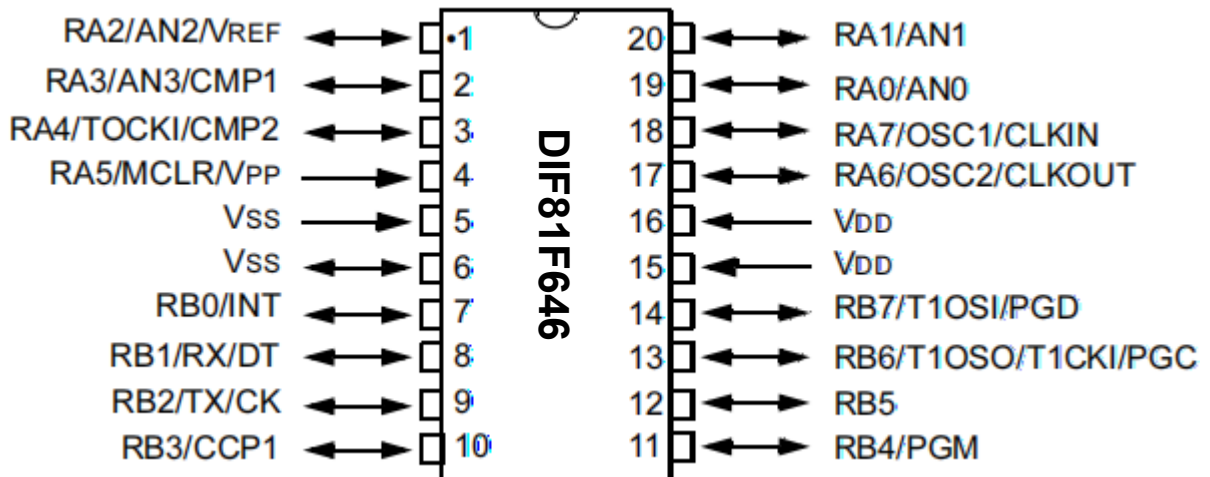 RA2/AN2/VREF •1 20 RA1/AN1
RA3/AN3/CMP1 2 19 RA0/AN0
RA4/TOCKI/CMP2 3 18 RA7/OSC1/CLKIN
RA5/MCLR/VPP 4 17 RA6/OSC2/CLKOUT
VSS 5 16 VDD
VSS 6 15 VDD
RB0/INT 7 14 RB7/T1OSI/PGD
RB1/RX/DT 8 13 RB6/T1OSO/T1CKI/PGC
RB2/TX/CK 9 12 RB5
RB3/CCP1 10 11 RB4/PGM
DIF81F646